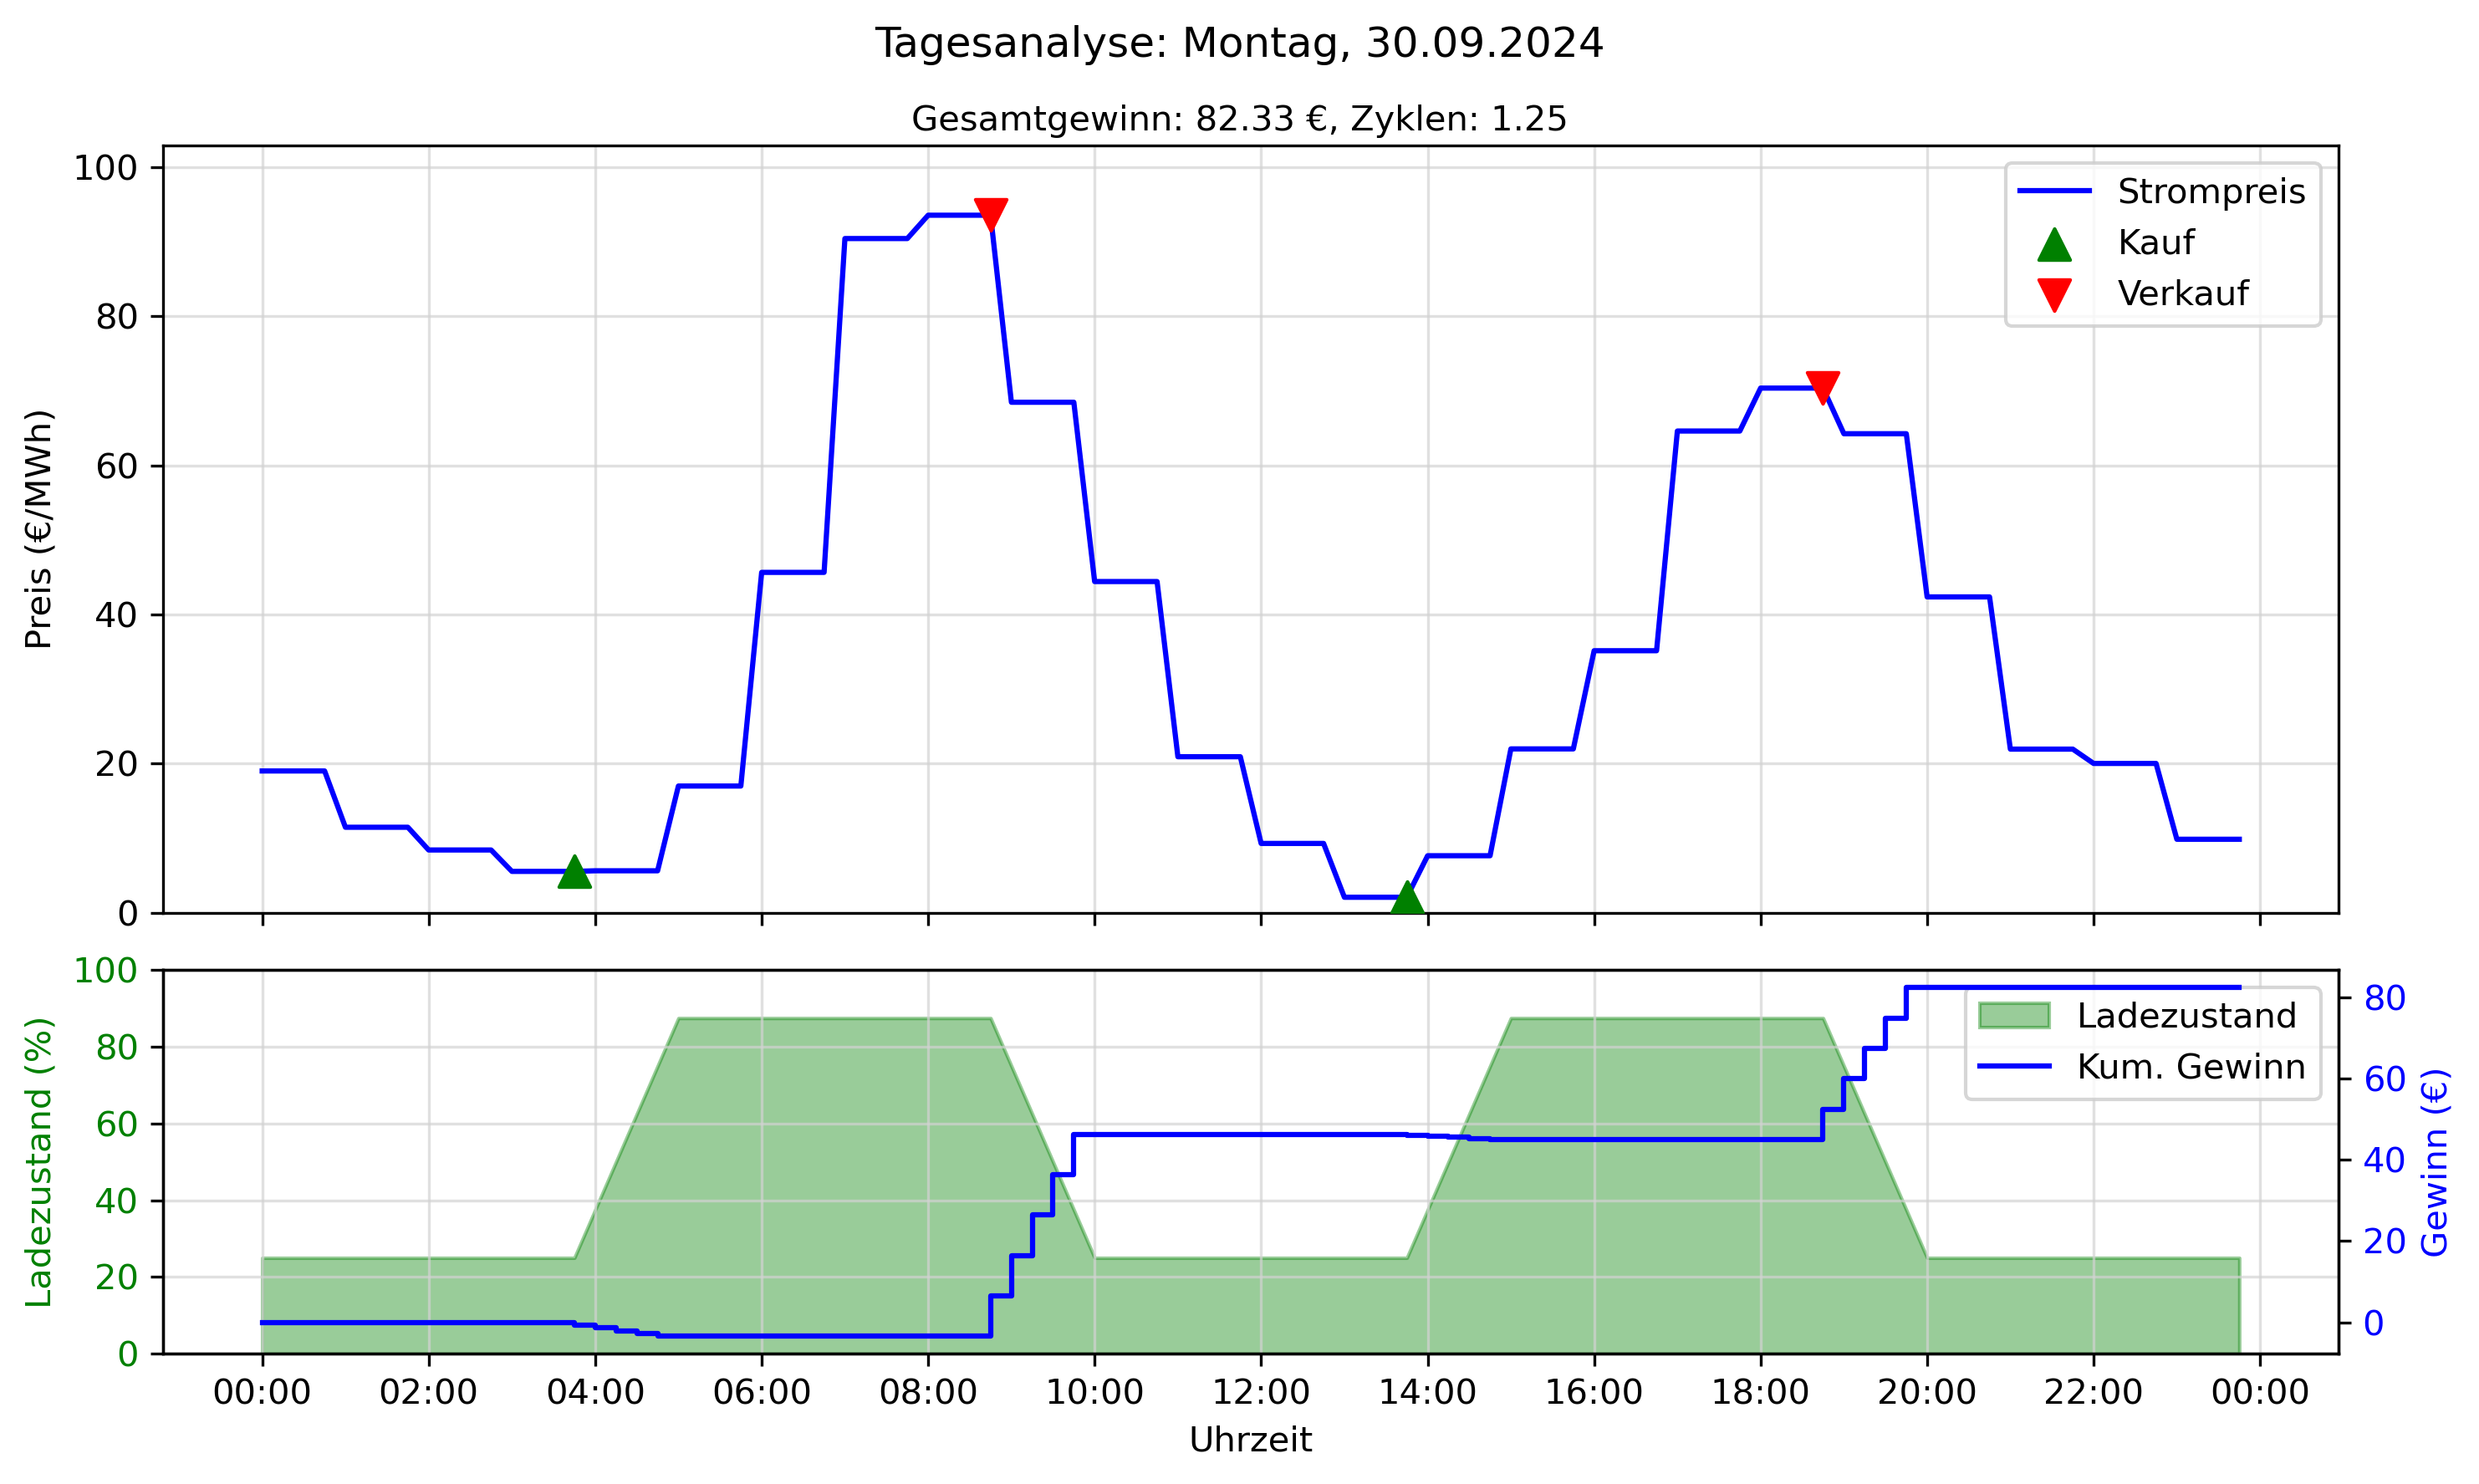 Tagesanalyse: Montag, 30.09.2024
Gesamtgewinn: 82.33 €, Zyklen: 1.25
Preis (€/MWh)
100
80
60
40
20
0
Strompreis
Kauf
Verkauf
Ladezustand (%)
100
80
60
40
20
0
Ladezustand
Kum. Gewinn
80
60
40
20
0
Gewinn (€)
00:00 02:00 04:00 06:00 08:00 10:00 12:00 14:00 16:00 18:00 20:00 22:00 00:00
Uhrzeit